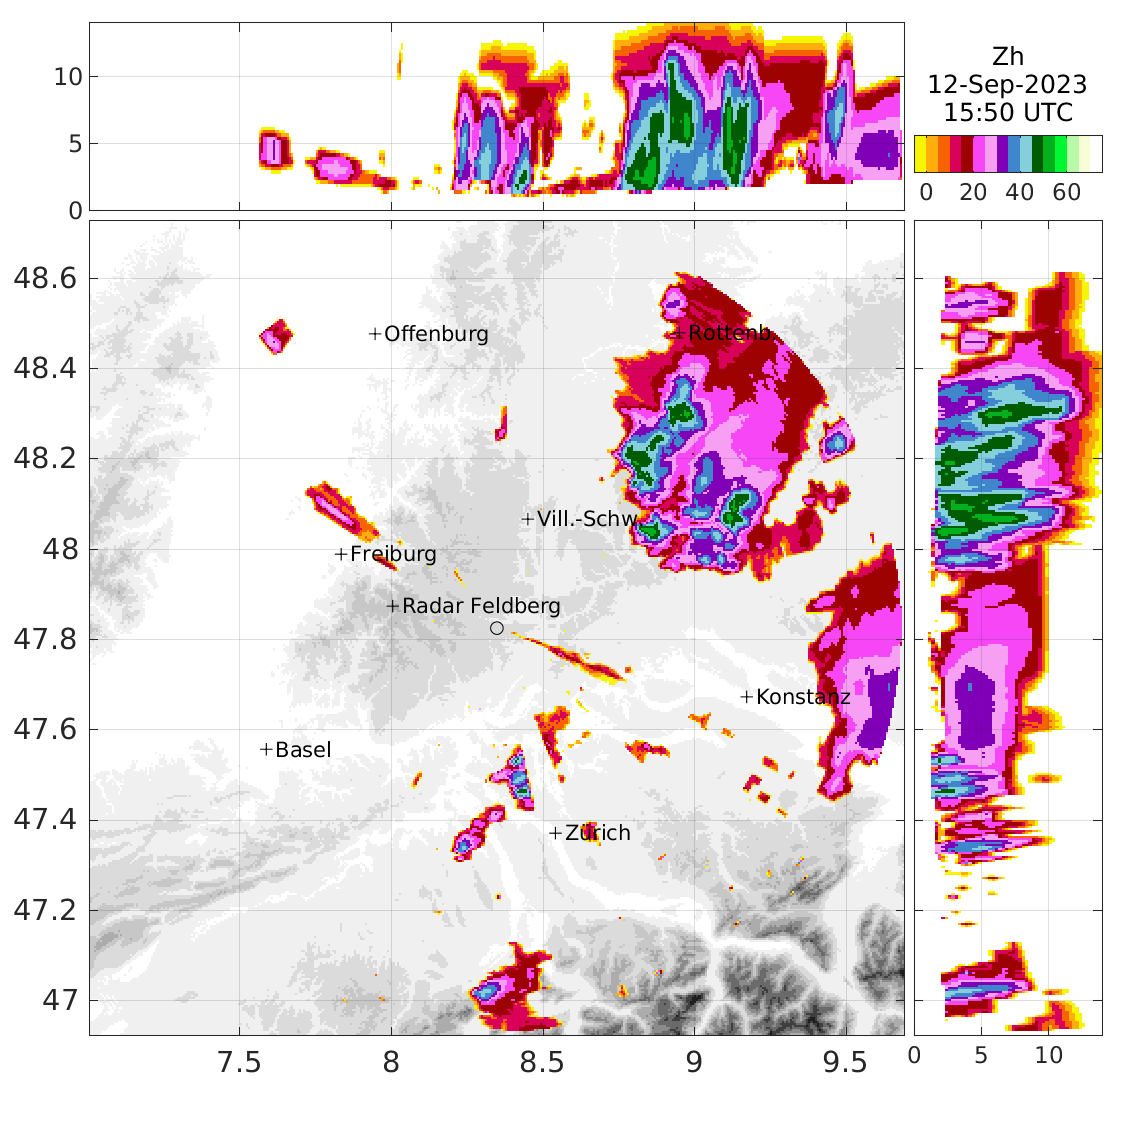 Zh
12-Sep-2023
15:50 UTC
10
5
0
0 20 40 60
48.6
48.4
48.2
48
47.8
47.6
47.4
47.2
47
+Offenburg
+Rottenb.
+Vill.-Schw.
+Freiburg
+Radar Feldberg
+Konstanz
+Basel
+Zürich
7.5 8 8.5 9 9.5
0 5 10